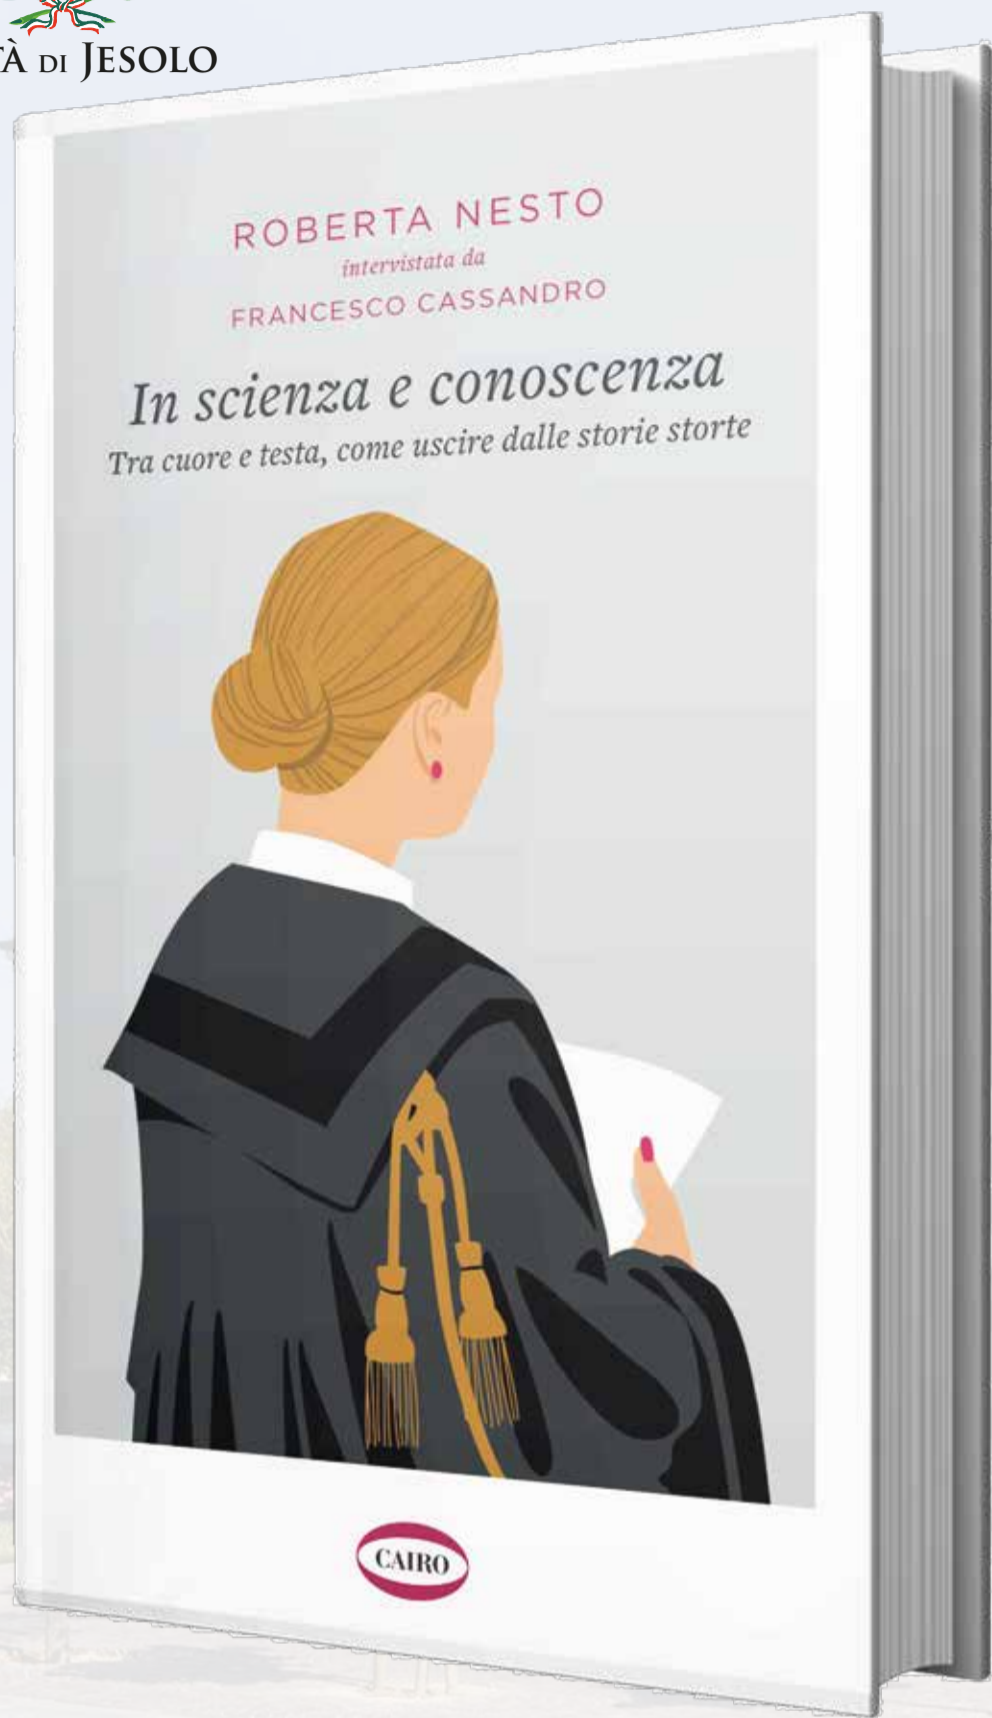 TÀ DI JESOLO
ROBERTA NESTO
intervistata da
FRANCESCO CASSANDRO
In scienza e conoscenza
Tra cuore e testa, come uscire dalle storie storte
CAIRO